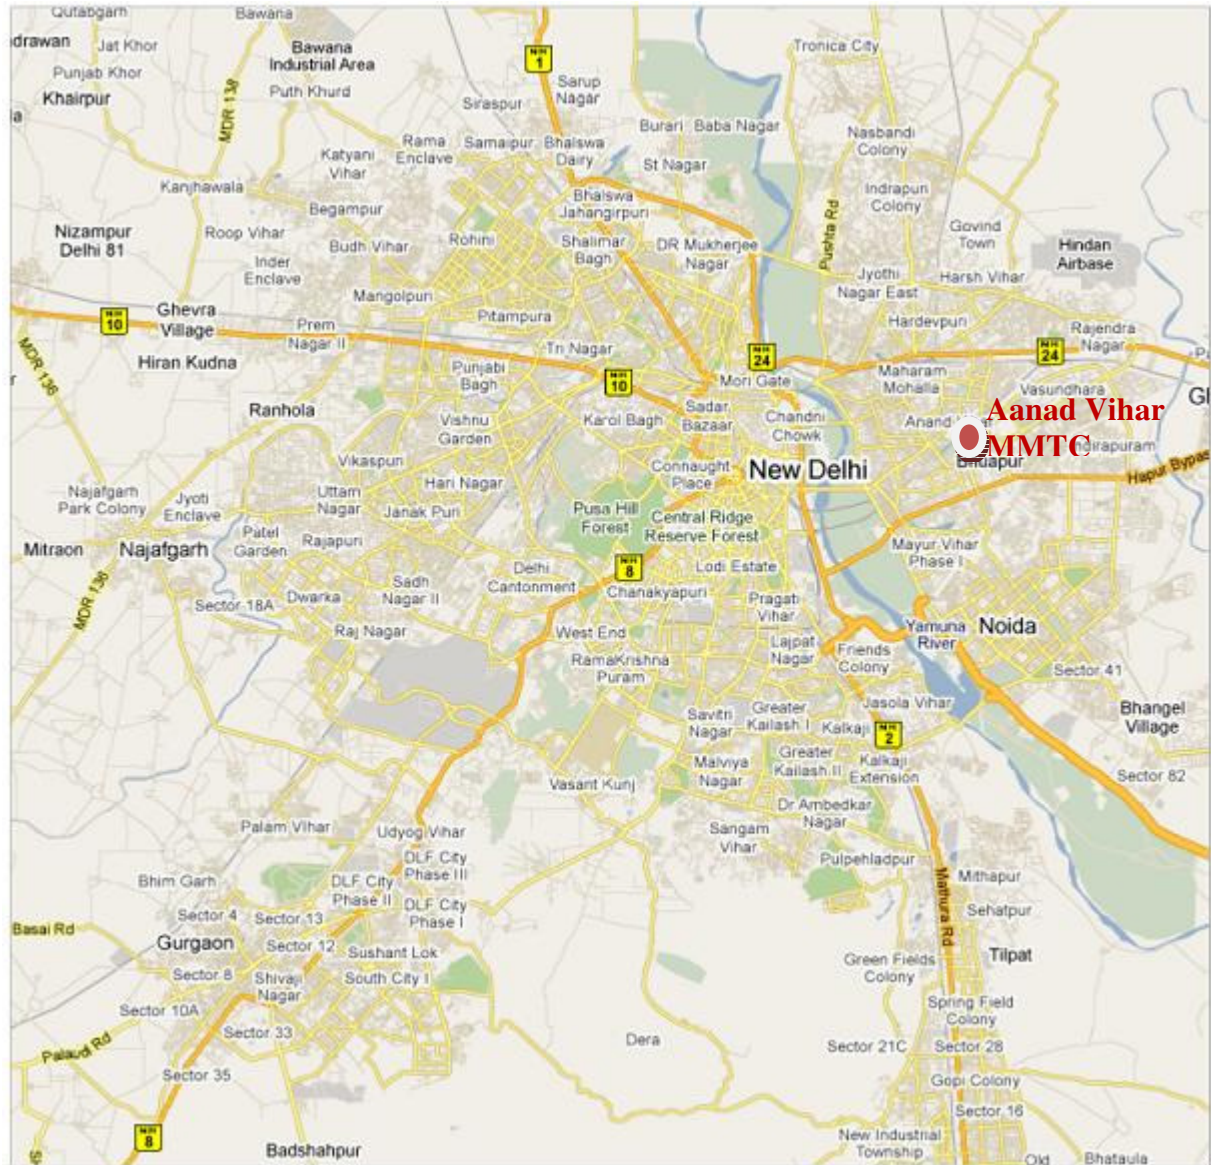 Qutabgarh
Bawana
drawan
Jat Khor
Bawana
Industrial Area
NH
1
Tronica City
Punjab Khor
Puth Khurd
Sarup
Nagar
Khairpur
MDR 138
Siraspur
Burari
Baba Nagar
Nasbandi
Colony
Rama
Enclave
Samaipur
Bhalswa
Dairy
Katyani
Vihar
St Nagar
Kanjhawala
Bhalswa
Jahangirpuri
Indrapuri
Colony
Begampur
Pushta Rd
Nizampur
Delhi 81
Roop Vihar
Budh Vihar
Rohini
Shalimar
Bagh
DR Mukherjee
Nagar
Govind
Town
Hindan
Airbase
Inder
Enclave
Jyothi
Nagar East
Harsh Vihar
Mangolpuri
NH
10
Ghevra
Village
Prem
Nagar II
Pitampura
Hardevpuri
Rajendra
Nagar
MDR 136
Hiran Kudna
Tri Nagar
NH
24
NH
24
Punjabi
Bagh
NH
10
Mori Gate
Maharam
Mohalla
Vasundhara
Gl
Ranhola
Vishnu
Garden
Karol Bagh
Sadar
Bazaar
Chandni
Chowk
Anand
Aanad Vihar
MMTC
Vikaspuri
Connaught
Place
New Delhi
Hapur Bypas
Najafgarh
Park Colony
Jyoti
Enclave
Uttam
Nagar
Hari Nagar
Janak Puri
Pusa Hill
Forest
Central Ridge
Reserve Forest
Mitraon
Najafgarh
Patel
Garden
Rajapuri
Mayur Vihar
Phase I
MDR 136
Sector 18A
Dwarka
Sadh
Nagar II
Delhi
Cantonment
NH
8
Lodi Estate
Chanakyapuri
Pragati
Vihar
Raj Nagar
West End
Lajpat
Nagar
Yamuna
River
Noida
RamaKrishna
Puram
Friends
Colony
Sector 41
Savitri
Nagar
Greater
Kailash I
Jasola Vihar
Kalkaji
NH
2
Bhangel
Village
Malviya
Nagar
Greater
Kailash II
Kalkaji
Extension
Vasant Kunj
Sector 82
Dr Ambedkar
Nagar
Palam Vihar
Udyog Vihar
Sangam
Vihar
DLF City
Phase III
Pulpehladpur
Bhim Garh
DLF City
Phase II
Mathura Rd
Mithapur
Sector 4
Sector 13
DLF City
Phase I
Sehatpur
Basai Rd
Gurgaon
Sector 12
Sushant Lok
Tilpat
Sector 8
Shivaji
Nagar
South City I
Green Fields
Colony
Sector 10A
Spring Field
Colony
Sector 33
Palaudi Rd
Dera
Sector 21C
Sector 28
Sector 35
Gopi Colony
Sector 16
NH
8
Badshahpur
New Industrial
Township
Old
Bhataula